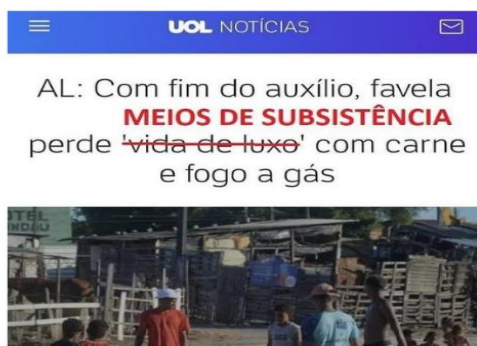 UOL NOTÍCIAS
AL: Com fim do auxílio, favela
MEIOS DE SUBSISTÊNCIA
perde 'vida de luxo' com carne
e fogo a gás